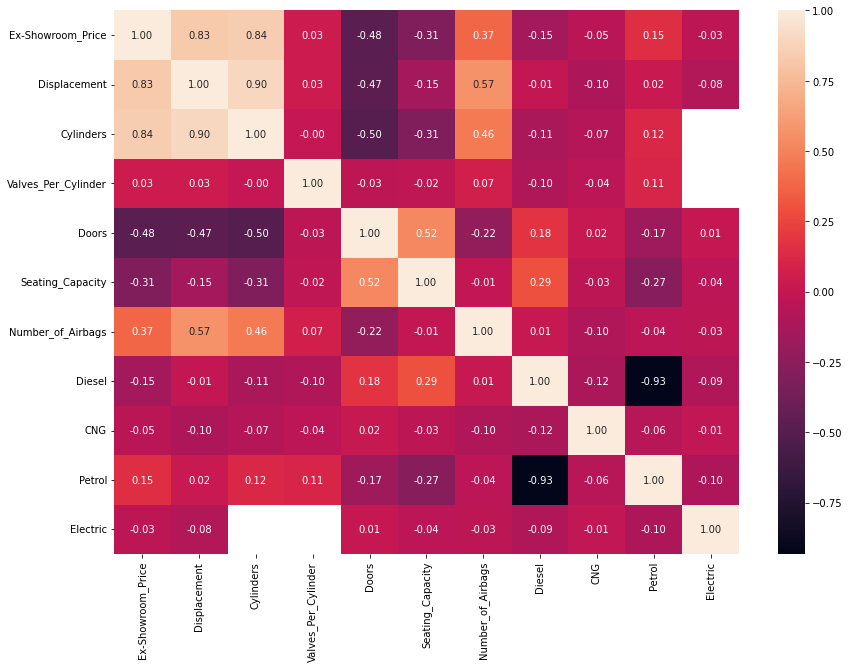 Ex-Showroom_Price 1.00 0.83 0.84 0.03 -0.48 -0.31 0.37 -0.15 -0.05 0.15 -0.03
Displacement 0.83 1.00 0.90 0.03 -0.47 -0.15 0.57 -0.01 -0.10 0.02 -0.08
Cylinders 0.84 0.90 1.00 -0.00 -0.50 -0.31 0.46 -0.11 -0.07 0.12
Valves_Per_Cylinder 0.03 0.03 -0.00 1.00 -0.03 -0.02 0.07 -0.10 -0.04 0.11
Doors -0.48 -0.47 -0.50 -0.03 1.00 0.52 -0.22 0.18 0.02 -0.17 0.01
Seating_Capacity -0.31 -0.15 -0.31 -0.02 0.52 1.00 -0.01 0.29 -0.03 -0.27 -0.04
Number_of_Airbags 0.37 0.57 0.46 0.07 -0.22 -0.01 1.00 0.01 -0.10 -0.04 -0.03
Diesel -0.15 -0.01 -0.11 -0.10 0.18 0.29 0.01 1.00 -0.12 -0.93 -0.09
CNG -0.05 -0.10 -0.07 -0.04 0.02 -0.03 -0.10 -0.12 1.00 -0.06 -0.01
Petrol 0.15 0.02 0.12 0.11 -0.17 -0.27 -0.04 -0.93 -0.06 1.00 -0.10
Electric -0.03 -0.08 0.01 -0.04 -0.03 -0.09 -0.01 -0.10 1.00
Ex-Showroom_Price
Displacement
Cylinders
Valves_Per_Cylinder
Doors
Seating_Capacity
Number_of_Airbags
Diesel
CNG
Petrol
Electric
1.00
0.75
0.50
0.25
0.00
-0.25
-0.50
-0.75